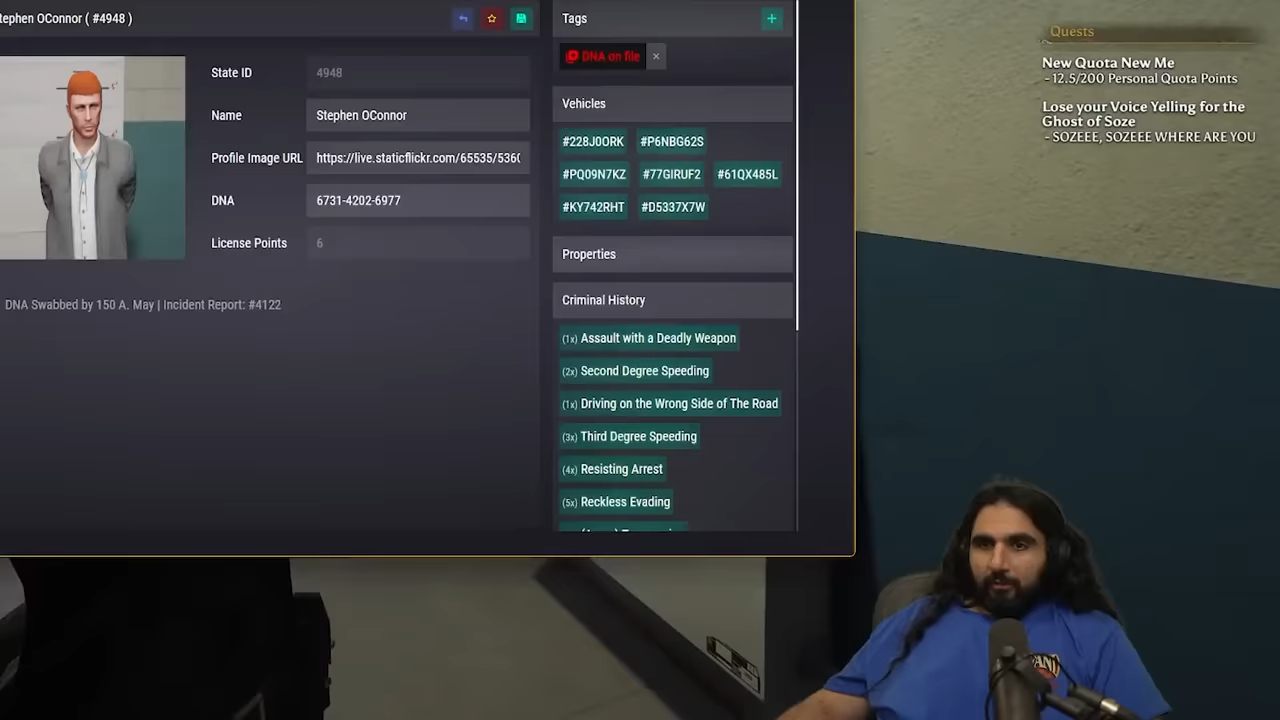 tephen OConnor ( #4948 )
State ID
4948
Name
Stephen OConnor
Profile Image URL
https://live.staticflickr.com/65535/536(
DNA
6731-4202-6977
License Points
6
DNA Swabbed by 150 A. May | Incident Report: #4122
Tags
+
DNA on file
×
Vehicles
#228J0ORK #P6NBG62S
#PQ09N7KZ #77GIRUF2 #61QX485L
#KY742RHT #D5337X7W
Properties
Criminal History
(1x) Assault with a Deadly Weapon
(2x) Second Degree Speeding
(1x) Driving on the Wrong Side of The Road
(3x) Third Degree Speeding
(4x) Resisting Arrest
(5x) Reckless Evading
Quests
New Quota New Me
- 12.5/200 Personal Quota Points
Lose your Voice Yelling for the
Ghost of Soze
- SOZEEE, SOZEEE WHERE ARE YOU